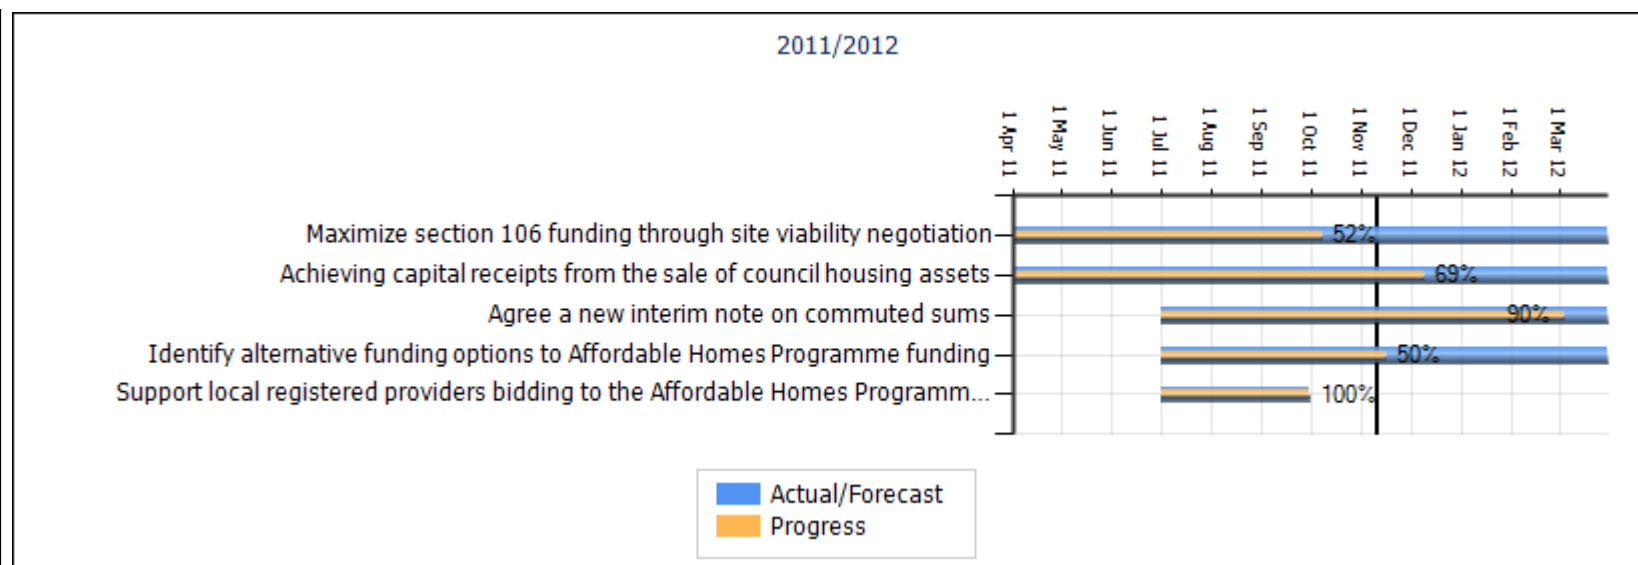 2011/2012
1 Apr 11
1 May 11
1 Jun 11
1 Jul 11
1 Aug 11
1 Sep 11
1 Oct 11
1 Nov 11
1 Dec 11
1 Jan 12
1 Feb 12
1 Mar 12
Maximize section 106 funding through site viability negotiation 52%
Achieving capital receipts from the sale of council housing assets 69%
Agree a new interim note on commuted sums 90%
Identify alternative funding options to Affordable Homes Programme funding 50%
Support local registered providers bidding to the Affordable Homes Programm... 100%
Actual/Forecast
Progress